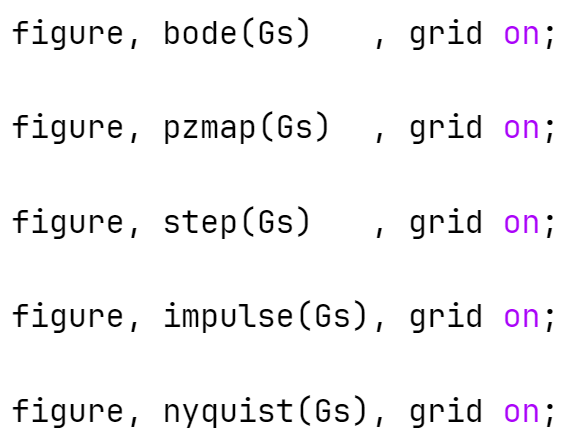 figure, bode(Gs)   , grid on;
figure, pzmap(Gs)  , grid on;
figure, step(Gs)   , grid on;
figure, impulse(Gs), grid on;
figure, nyquist(Gs), grid on;